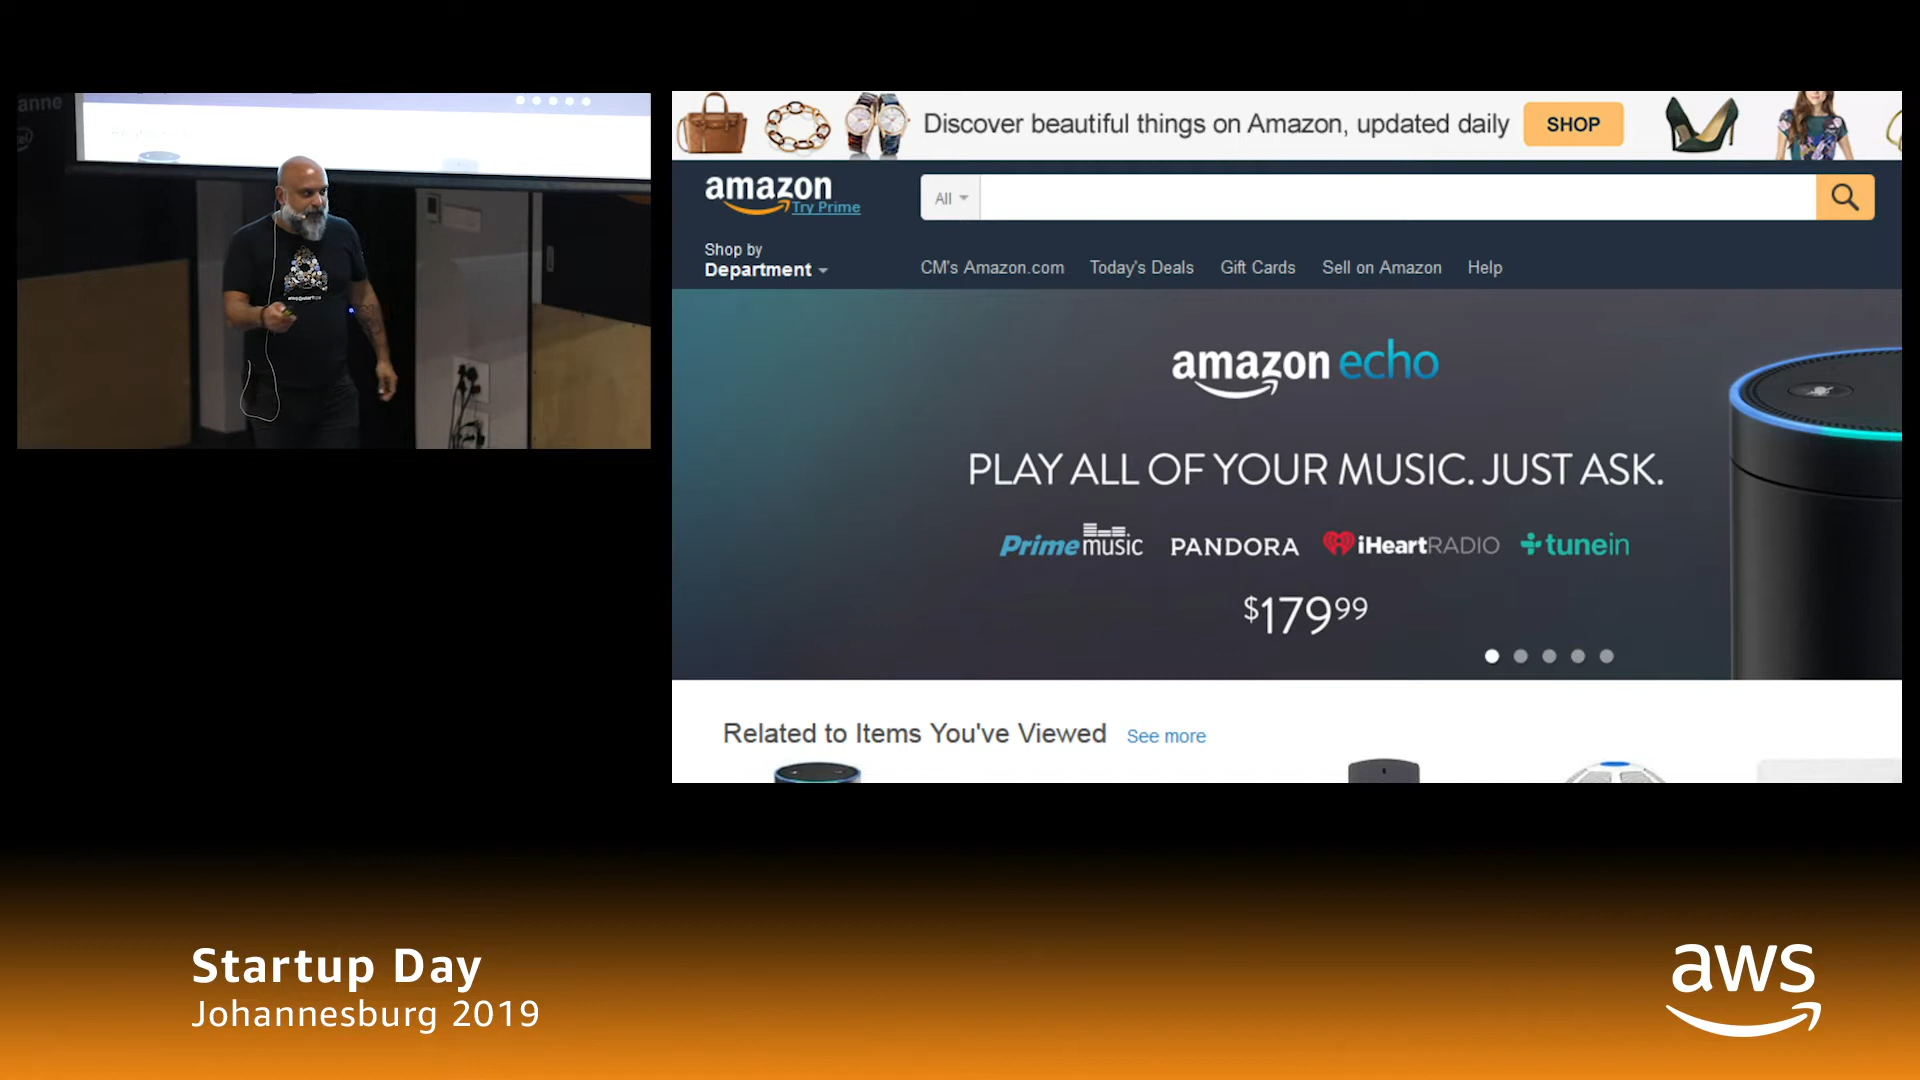 anne
Discover beautiful things on Amazon, updated daily
SHOP
amazon
Try Prime
All
Shop by
Department
CM's Amazon.com
Today's Deals
Gift Cards
Sell on Amazon
Help
amazon echo
PLAY ALL OF YOUR MUSIC. JUST ASK.
Prime music
PANDORA
iHeartRADIO
tunein
$179.99
Related to Items You've Viewed
See more
Startup Day
Johannesburg 2019
aws